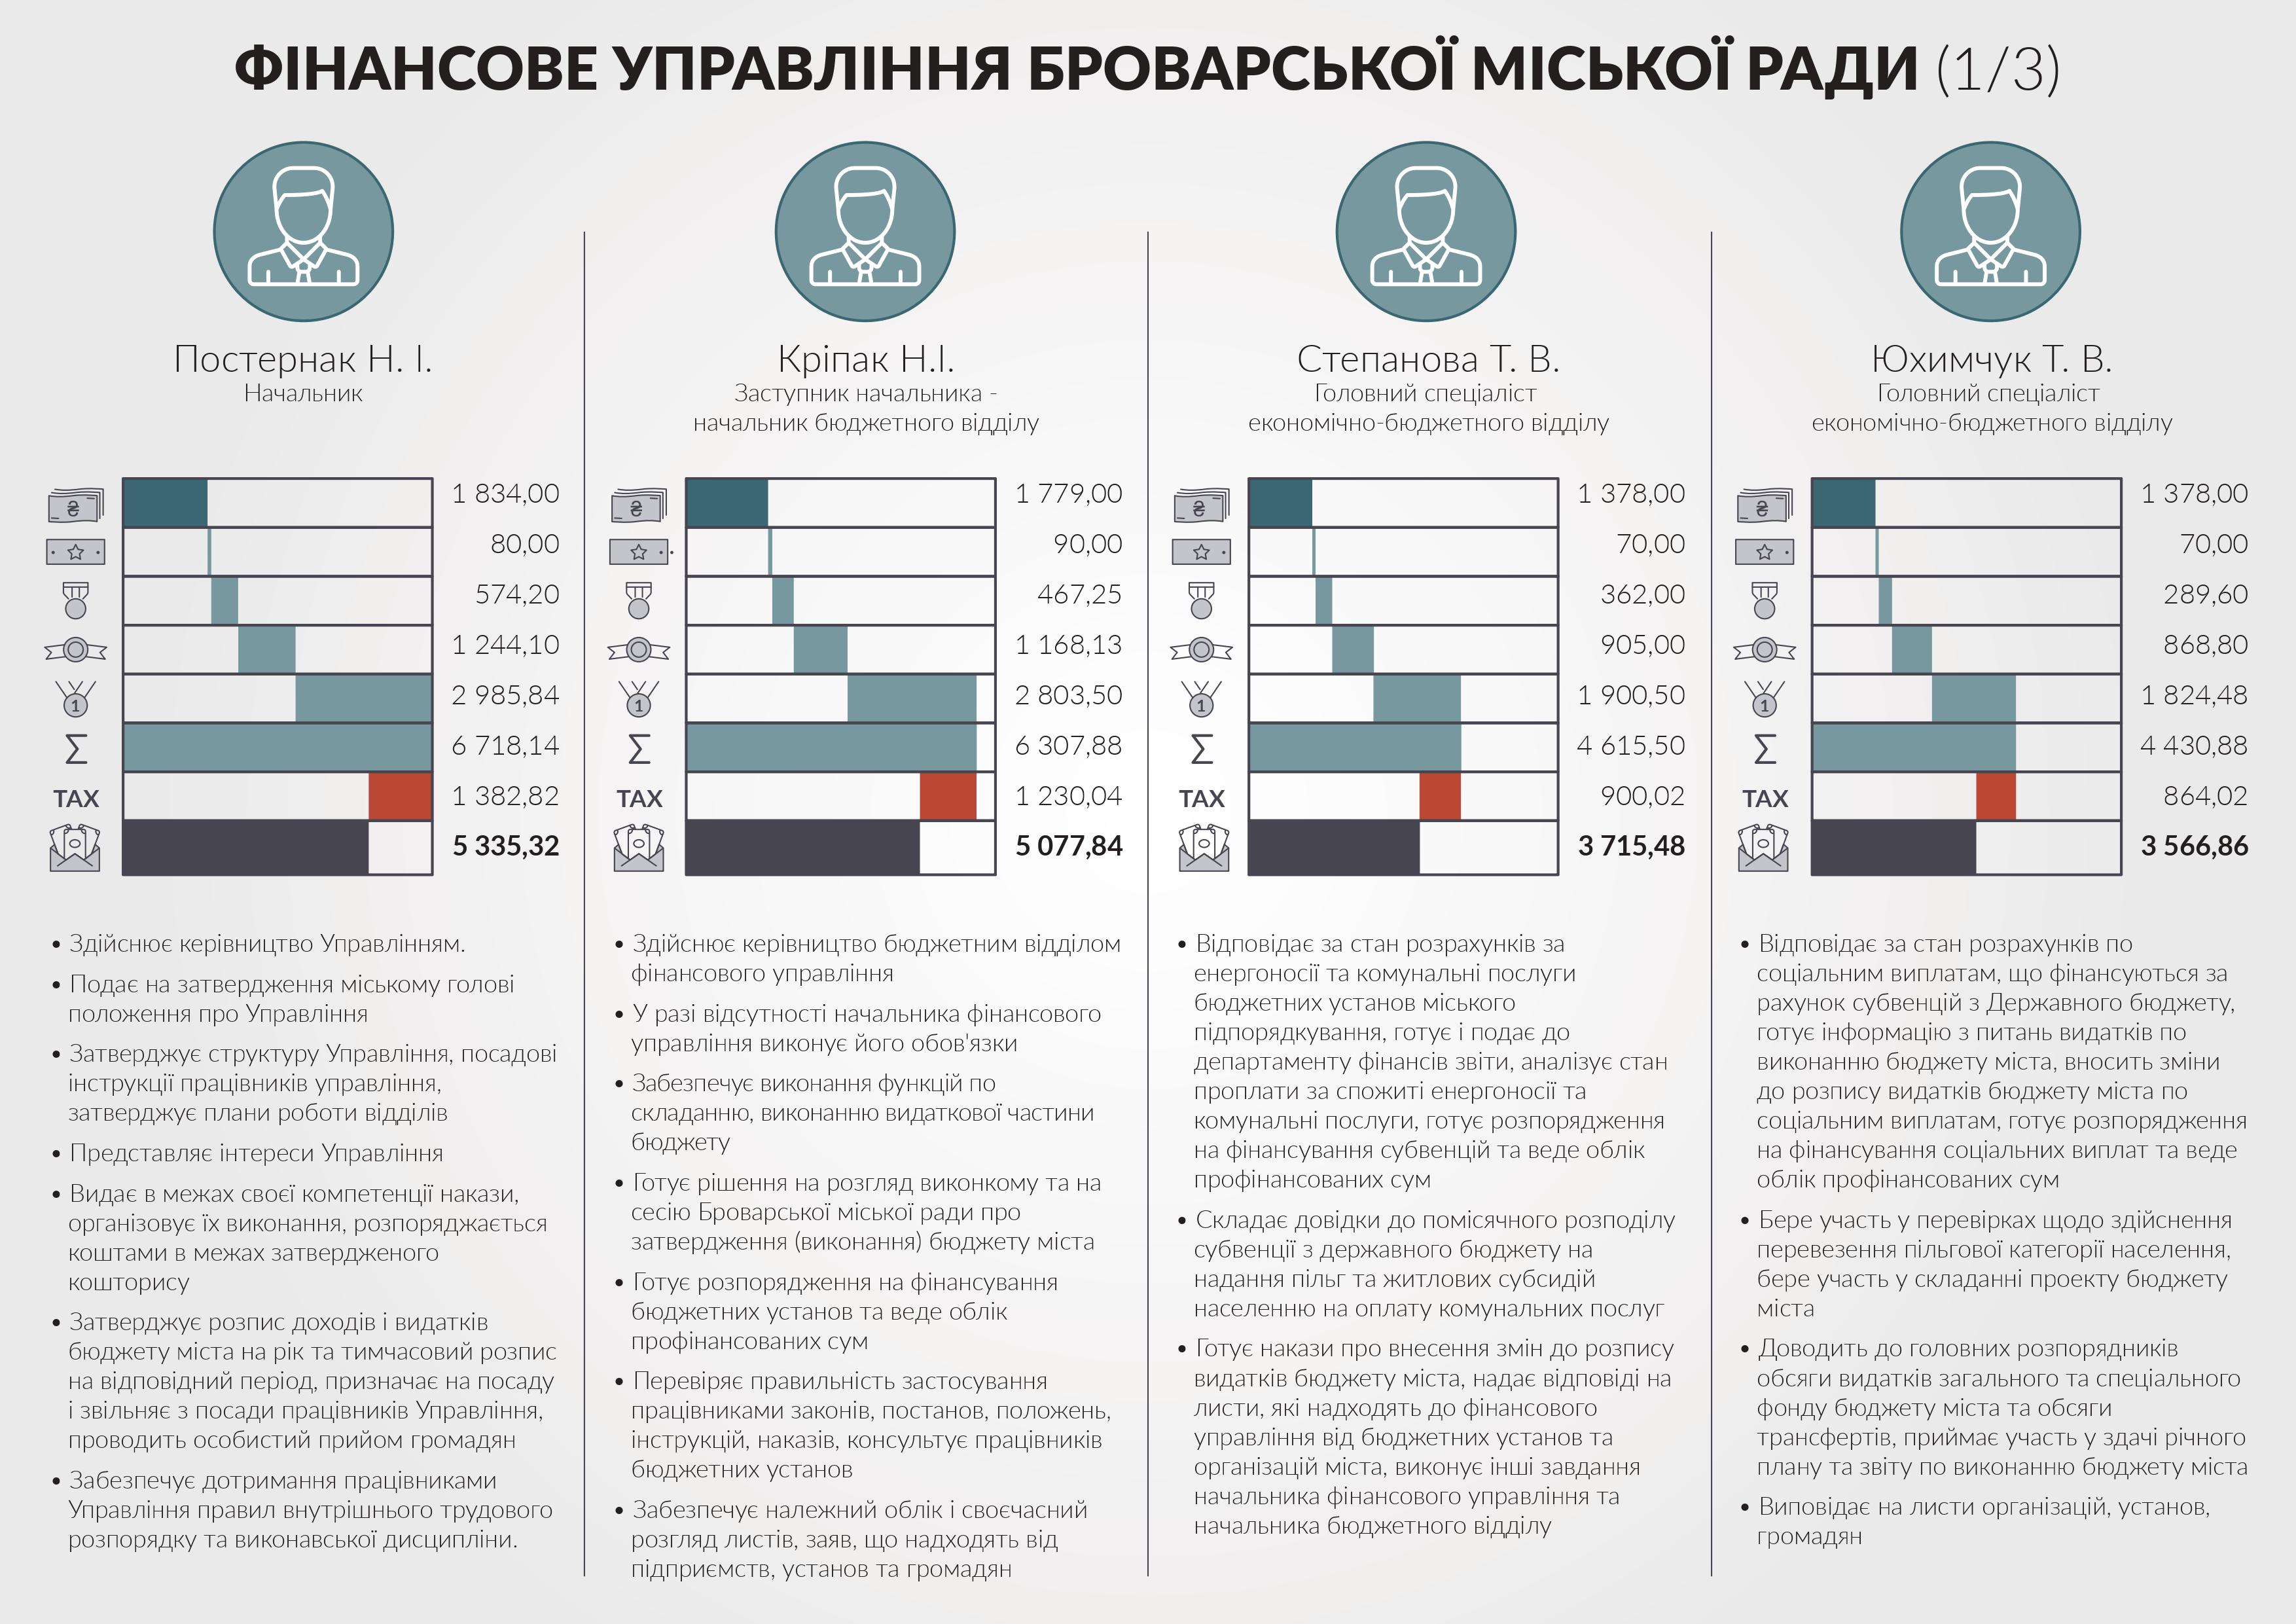 ФІНАНСОВЕ УПРАВЛІННЯ БРОВАРСЬКОЇ МІСЬКОЇ РАДИ (1/3)
Постернак Н. І.
Начальник
₴
1 834,00
80,00
574,20
1 244,10
1
2 985,84
Σ
6 718,14
TAX
1 382,82
5 335,32
• Здійснює керівництво Управлінням.
• Подає на затвердження міському голові
положення про Управління
• Затверджує структуру Управління, посадові
інструкції працівників управління,
затверджує плани роботи відділів
• Представляє інтереси Управління
• Видає в межах своєї компетенції накази,
організовує їх виконання, розпоряджається
коштами в межах затвердженого
кошторису
• Затверджує розпис доходів і видатків
бюджету міста на рік та тимчасовий розпис
на відповідний період, призначає на посаду
і звільняє з посади працівників Управління,
проводить особистий прийом громадян
• Забезпечує дотримання працівниками
Управління правил внутрішнього трудового
розпорядку та виконавської дисципліни.
Кріпак Н.І.
Заступник начальника -
начальник бюджетного відділу
₴
1 779,00
90,00
467,25
1 168,13
1
2 803,50
Σ
6 307,88
TAX
1 230,04
5 077,84
• Здійснює керівництво бюджетним відділом
фінансового управління
• У разі відсутності начальника фінансового
управління виконує його обов'язки
• Забезпечує виконання функцій по
складанню, виконанню видаткової частини
бюджету
• Готує рішення на розгляд виконкому та на
сесію Броварської міської ради про
затвердження (виконання) бюджету міста
• Готує розпорядження на фінансування
бюджетних установ та веде облік
профінансованих сум
• Перевіряє правильність застосування
працівниками законів, постанов, положень,
інструкцій, наказів, консультує працівників
бюджетних установ
• Забезпечує належний облік і своєчасний
розгляд листів, заяв, що надходять від
підприємств, установ та громадян
Степанова Т. В.
Головний спеціаліст
економічно-бюджетного відділу
₴
1 378,00
70,00
362,00
905,00
1
1 900,50
Σ
4 615,50
TAX
900,02
3 715,48
• Відповідає за стан розрахунків за
енергоносії та комунальні послуги
бюджетних установ міського
підпорядкування, готує і подає до
департаменту фінансів звіти, аналізує стан
проплати за спожиті енергоносії та
комунальні послуги, готує розпорядження
на фінансування субвенцій та веде облік
профінансованих сум
• Складає довідки до помісячного розподілу
субвенції з державного бюджету на
надання пільг та житлових субсидій
населенню на оплату комунальних послуг
• Готує накази про внесення змін до розпису
видатків бюджету міста, надає відповіді на
листи, які надходять до фінансового
управління від бюджетних установ та
організацій міста, виконує інші завдання
начальника фінансового управління та
начальника бюджетного відділу
Юхимчук Т. В.
Головний спеціаліст
економічно-бюджетного відділу
₴
1 378,00
70,00
289,60
868,80
1
1 824,48
Σ
4 430,88
TAX
864,02
3 566,86
• Відповідає за стан розрахунків по
соціальним виплатам, що фінансуються за
рахунок субвенцій з Державного бюджету,
готує інформацію з питань видатків по
виконанню бюджету міста, вносить зміни
до розпису видатків бюджету міста по
соціальним виплатам, готує розпорядження
на фінансування соціальних виплат та веде
облік профінансованих сум
• Бере участь у перевірках щодо здійснення
перевезення пільгової категорії населення,
бере участь у складанні проекту бюджету
міста
• Доводить до головних розпорядників
обсяги видатків загального та спеціального
фонду бюджету міста та обсяги
трансфертів, приймає участь у здачі річного
плану та звіту по виконанню бюджету міста
• Виповідає на листи організацій, установ,
громадян